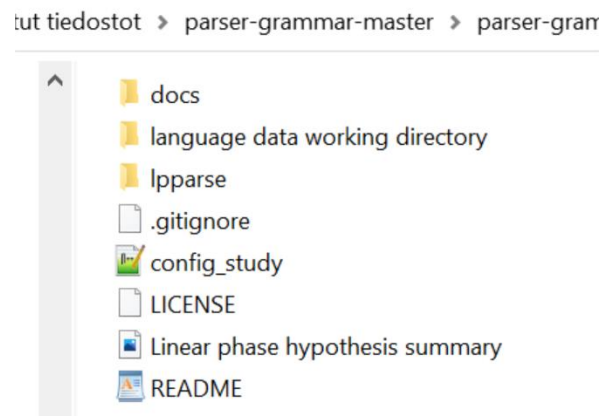 tut tiedostot > parser-grammar-master > parser-gram
docs
language data working directory
lpparse
.gitignore
config_study
LICENSE
Linear phase hypothesis summary
README